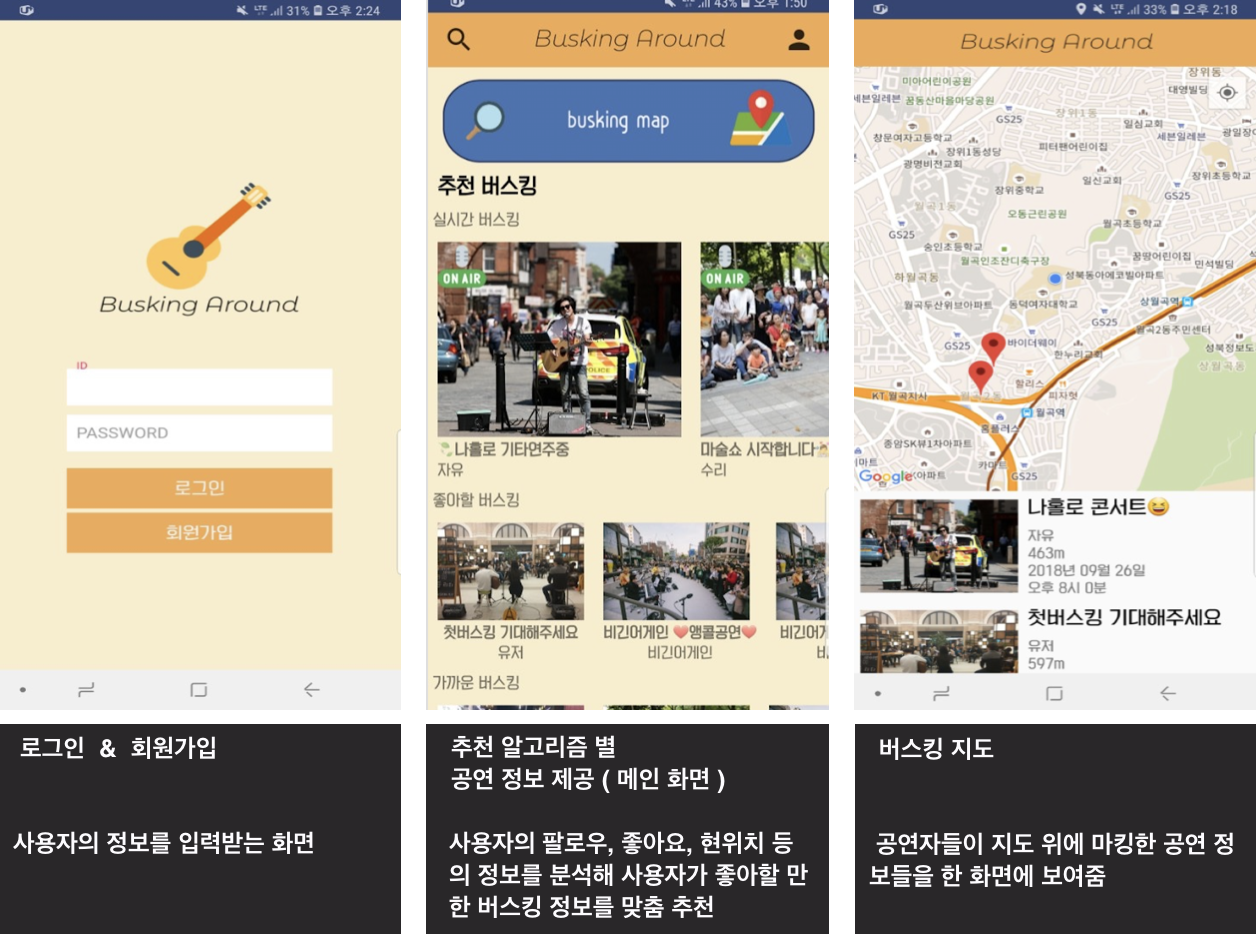 LTE 31% 오후 2:24
Busking Around
ID
PASSWORD
로그인
회원가입
로그인 & 회원가입
사용자의 정보를 입력받는 화면
LTE 43% 오후 1:50
Busking Around
busking map
추천 버스킹
실시간 버스킹
ON AIR
ON AIR
POLICE
나홀로 기타연주중
마술쇼 시작합니다
자유
수리
좋아할 버스킹
첫버스킹 기대해주세요
비긴어게인 ❤️앵콜공연❤️
비긴어
유저
비긴어게인
가까운 버스킹
추천 알고리즘 별
공연 정보 제공 ( 메인 화면 )
사용자의 팔로우, 좋아요, 현위치 등
의 정보를 분석해 사용자가 좋아할 만
한 버스킹 정보를 맞춤 추천
LTE 33% 오후 2:18
Busking Around
미아어린이공원
장위동
대영빌딩
세븐일레븐
꿈동산마을마당공원
GS25
장위1동
일심교회
세븐일레븐
광일장
창문여자고등학교
장위1동성당
피터팬어린이집
광명비전교회
일신교회
장위초등학교
장위중학교
GS25
월곡1동
오동근린공원
월곡초등학교
GS25
숭인초등학교
월곡인조잔디축구장
꿈땅어린이집
민석빌딩
하월곡동
성북동아에코빌아파트
월곡두산위브아파트
동덕여자대학교
상월곡역
GS25
월곡2동주민센터
GS25
바이더웨이
한누리교회
성북정보도
상월곡동
할리스
KT 월곡지사
피자헛
월곡역
홈플러스
종암SK뷰1차아파트
이마트
카마트
Google
아파트
GS25
나홀로 콘서트😆
자유
463m
2018년 09월 26일
오후 8시 0분
첫버스킹 기대해주세요
유저
597m
버스킹 지도
공연자들이 지도 위에 마킹한 공연 정
보들을 한 화면에 보여줌